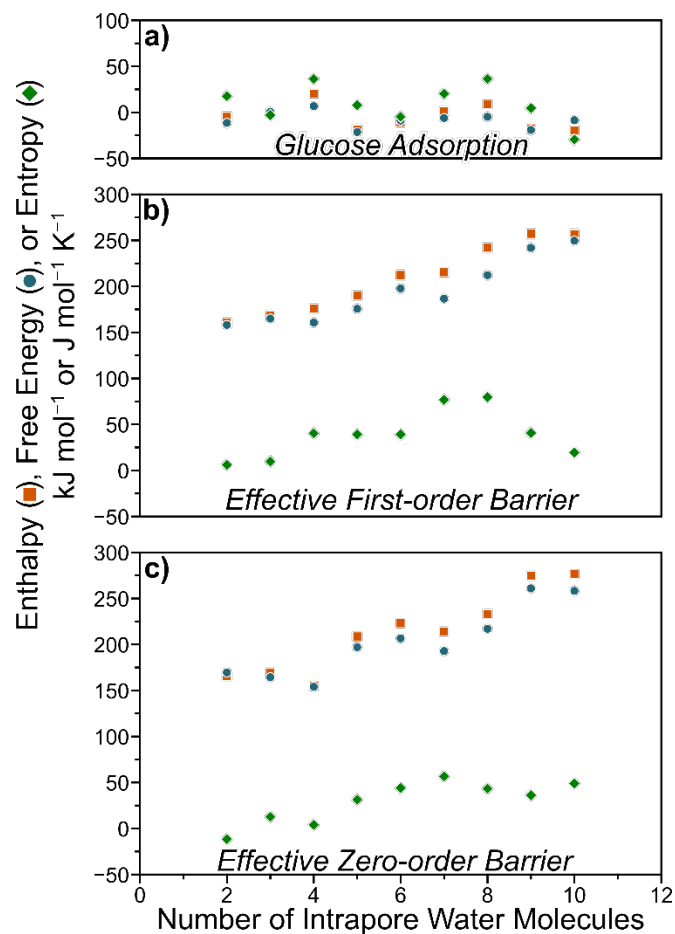 Enthalpy (■), Free Energy (●), or Entropy (◆)
kJ mol⁻¹ or J mol⁻¹ K⁻¹
a)
100
50
0
−50
Glucose Adsorption
b)
300
250
200
150
100
50
0
−50
Effective First-order Barrier
c)
300
250
200
150
100
50
0
−50
Effective Zero-order Barrier
0 2 4 6 8 10 12
Number of Intrapore Water Molecules